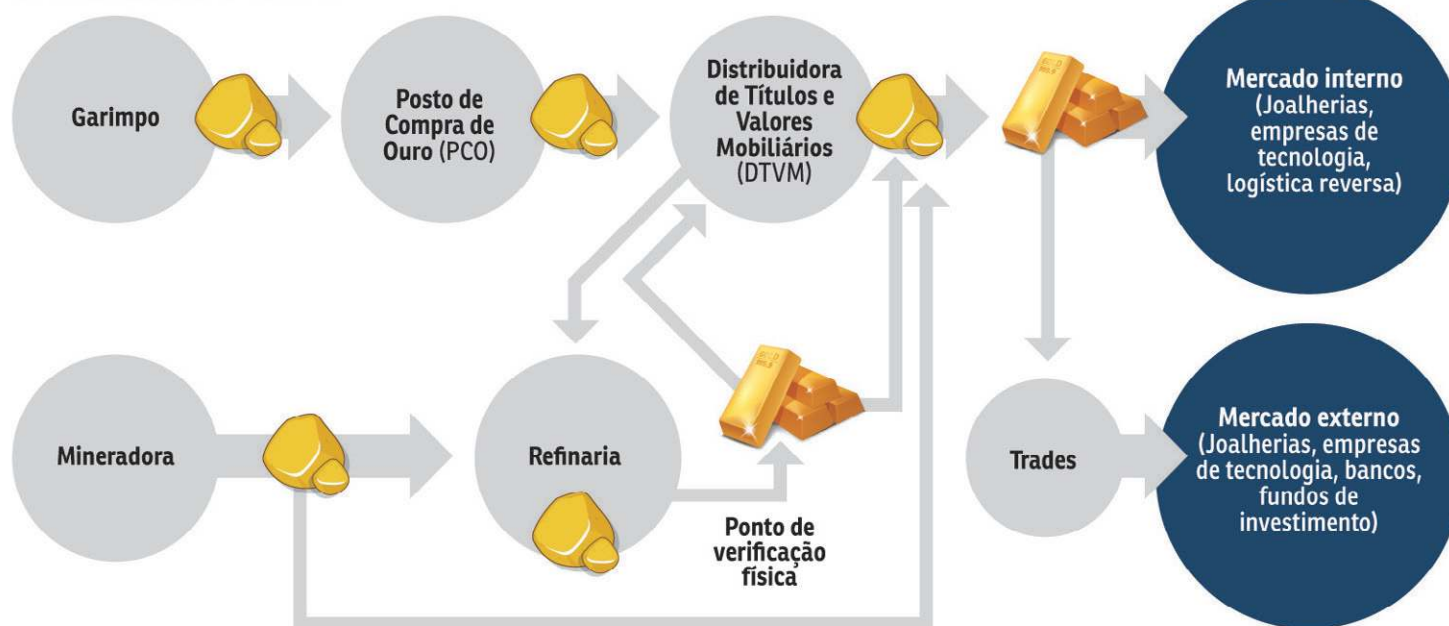 Garimpo
Posto de
Compra de
Ouro (PCO)
Distribuidora
de Títulos e
Valores
Mobiliários
(DTVM)
Mercado interno
(Joalherias,
empresas de
tecnologia,
logística reversa)
Mineradora
Refinaria
Ponto de
verificação
física
Trades
Mercado externo
(Joalherias, empresas
de tecnologia, bancos,
fundos de
investimento)